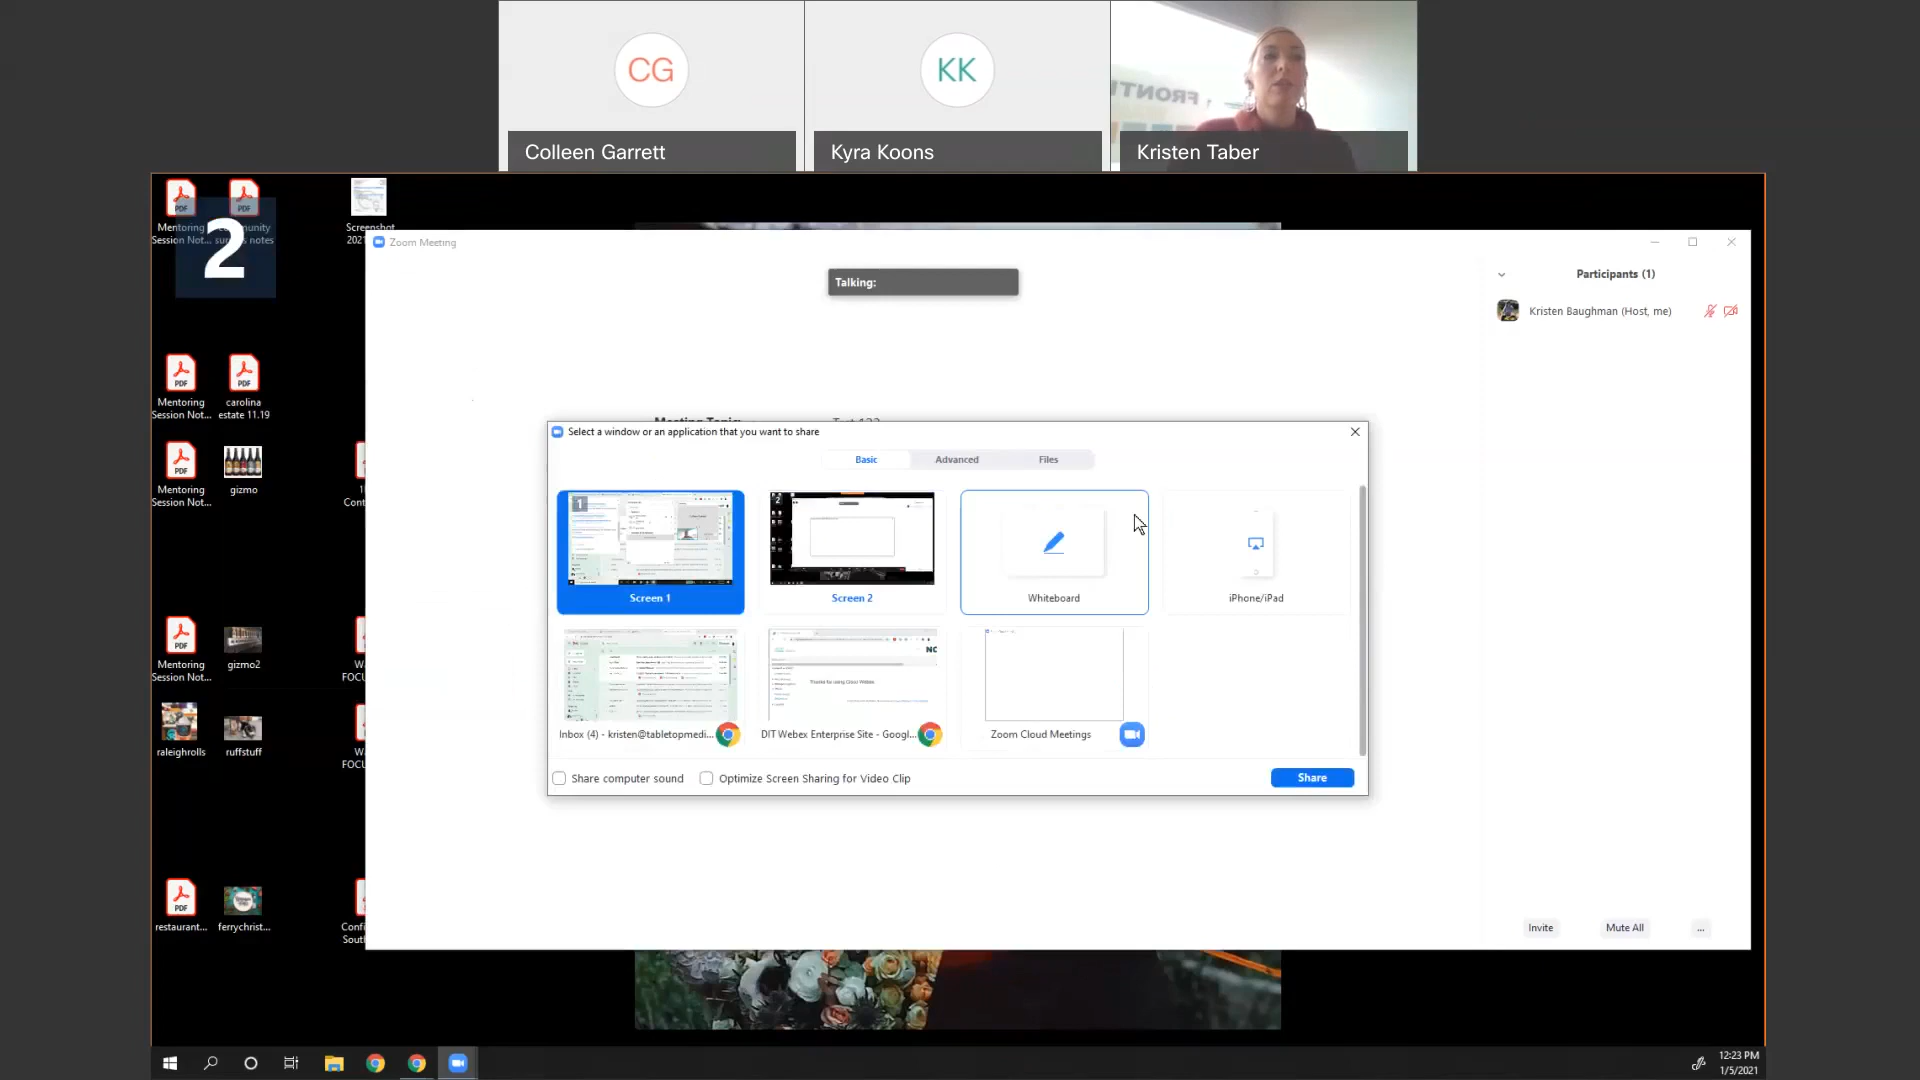 CG
KK
FRONTI
Colleen Garrett
Kyra Koons
Kristen Taber
2
Mentoring
Session Not...
notes
Screenshot
Zoom Meeting
Talking:
Participants (1)
Kristen Baughman (Host, me)
Mentoring
Session Not...
carolina
estate 11.19
Select a window or an application that you want to share
Basic
Advanced
Files
Mentoring
Session Not...
gizmo
Screen 1
Screen 2
Whiteboard
iPhone/iPad
Mentoring
Session Not...
gizmo2
raleighrolls
ruffstuff
Inbox (4) - kristen@tabletopmedi...
DIT Webex Enterprise Site - Googl...
Zoom Cloud Meetings
Share computer sound
Optimize Screen Sharing for Video Clip
Share
restaurant...
ferrychrist...
Invite
Mute All
...
12:23 PM
1/5/2021